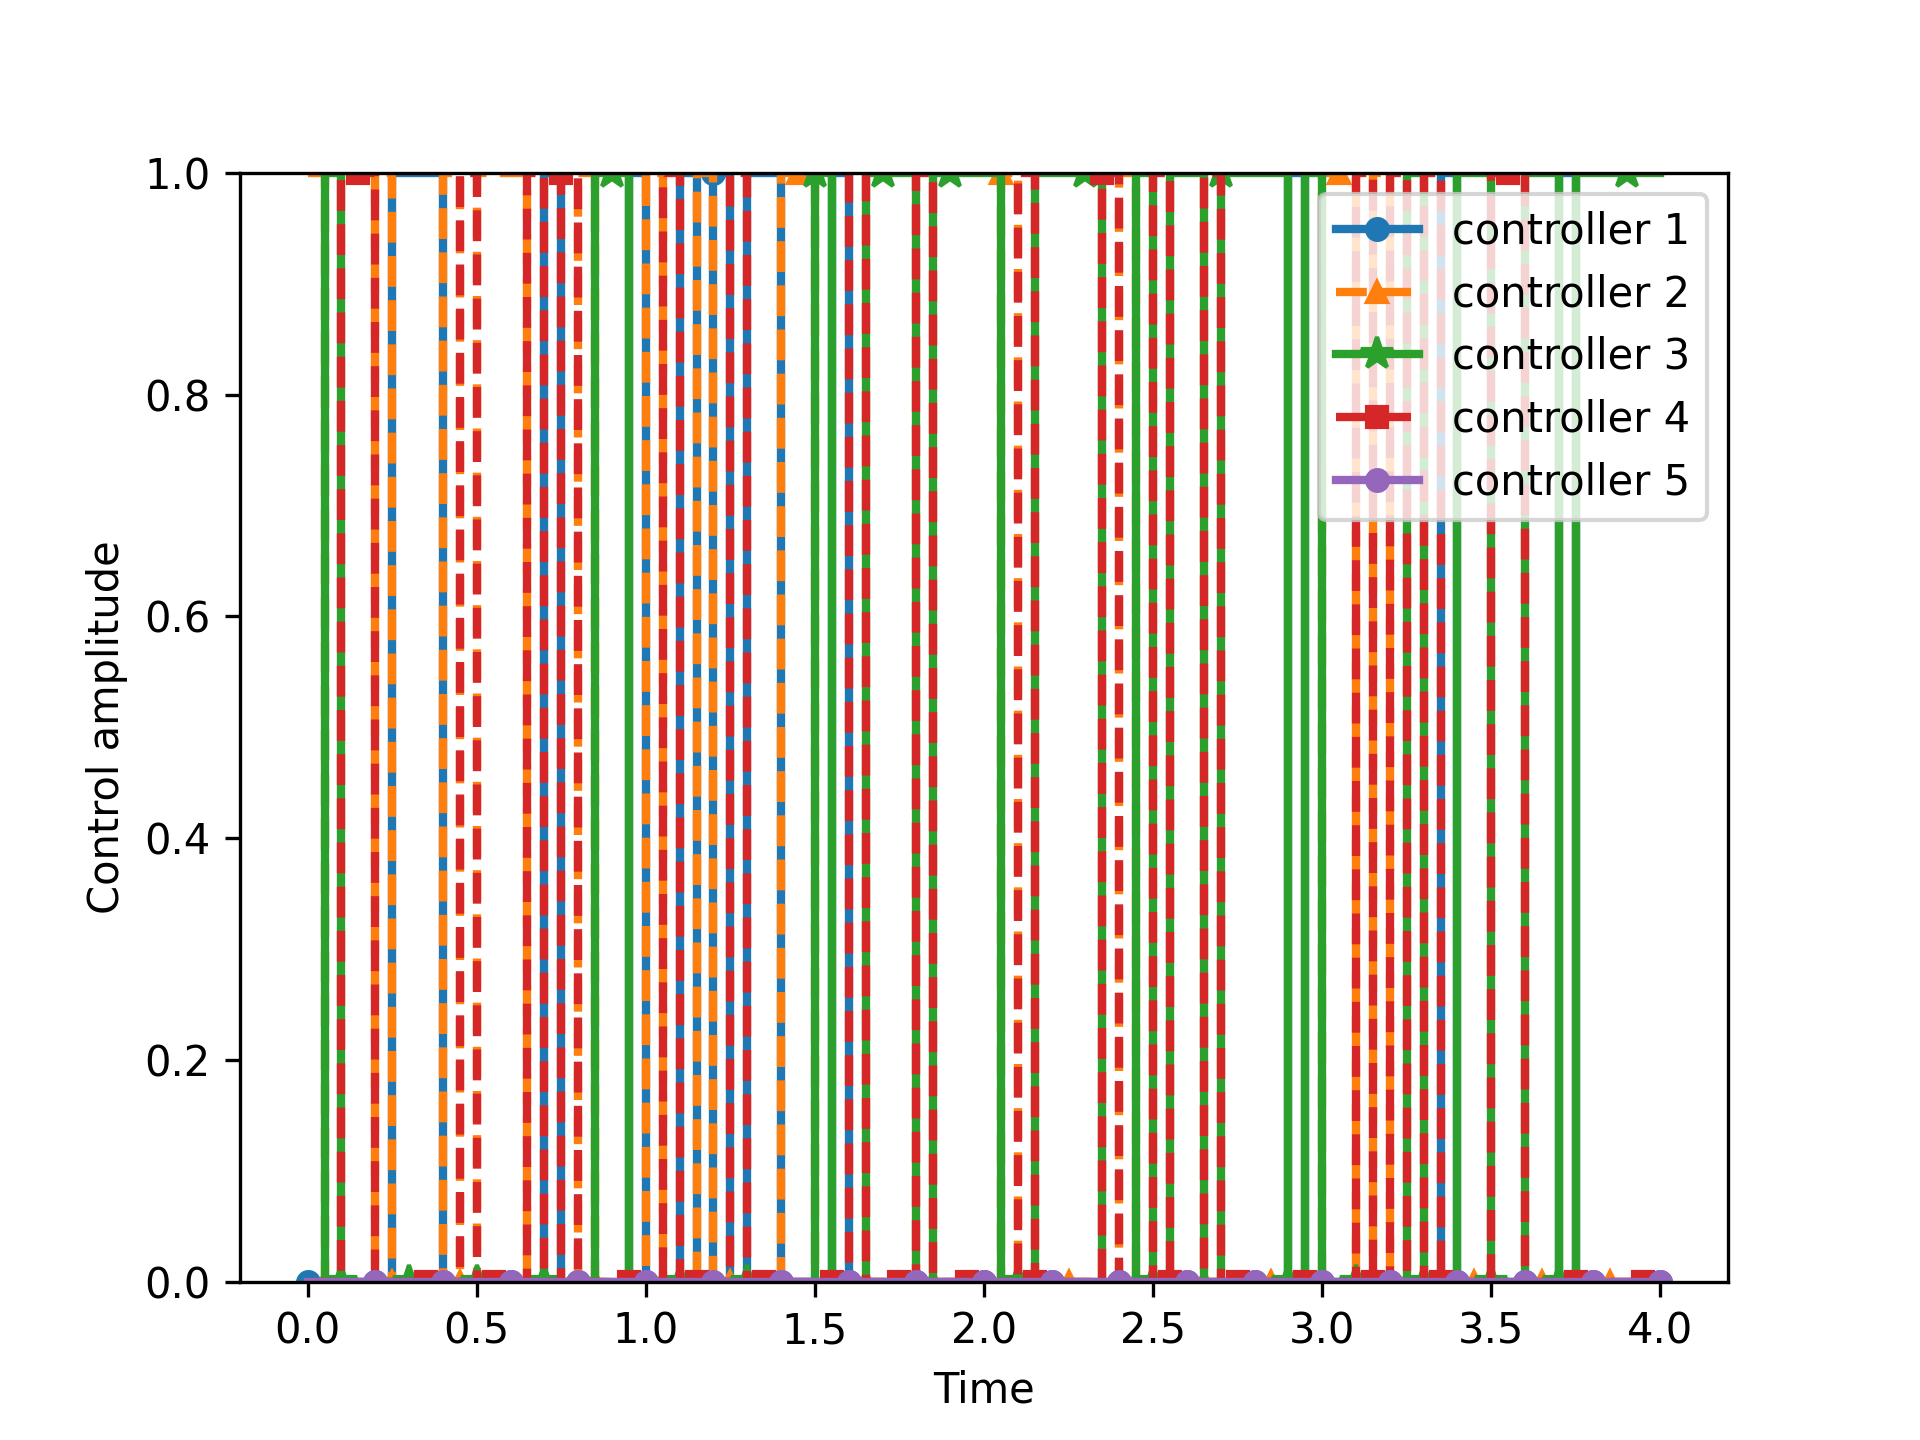 1.0
0.8
0.6
0.4
0.2
0.0
Control amplitude
controller 1
controller 2
controller 3
controller 4
controller 5
0.0 0.5 1.0 1.5 2.0 2.5 3.0 3.5 4.0
Time